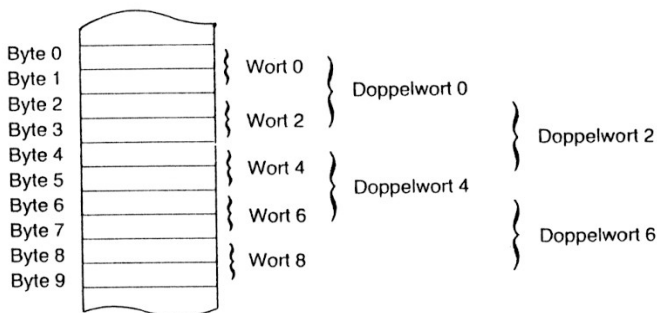 Byte 0
Byte 1
Byte 2
Byte 3
Byte 4
Byte 5
Byte 6
Byte 7
Byte 8
Byte 9
Wort 0
Wort 2
Wort 4
Wort 6
Wort 8
Doppelwort 0
Doppelwort 4
Doppelwort 2
Doppelwort 6